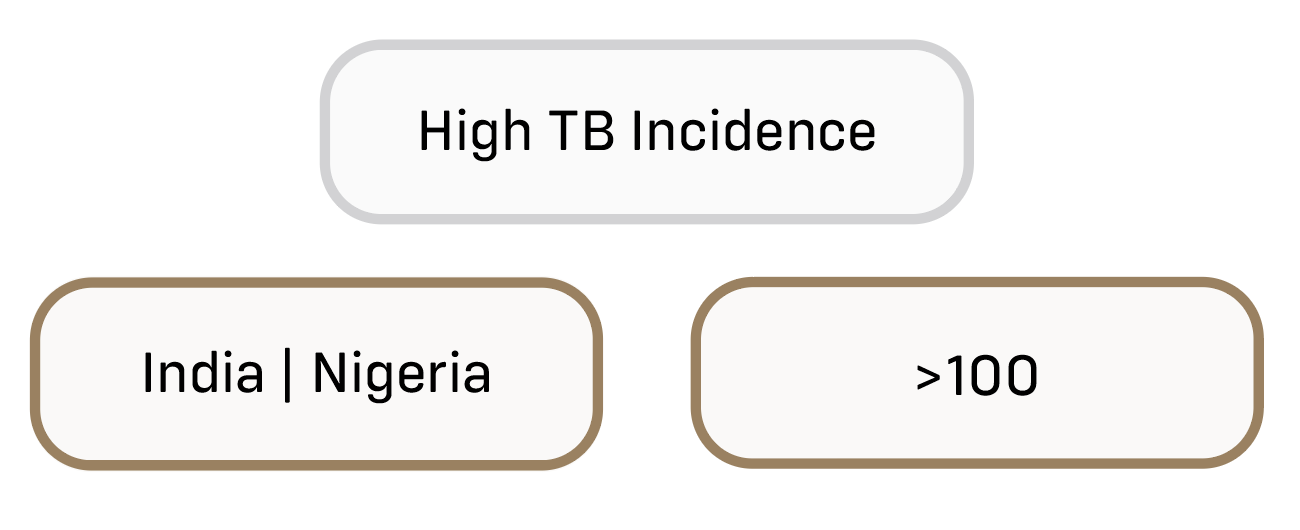 High TB Incidence
India | Nigeria
>100